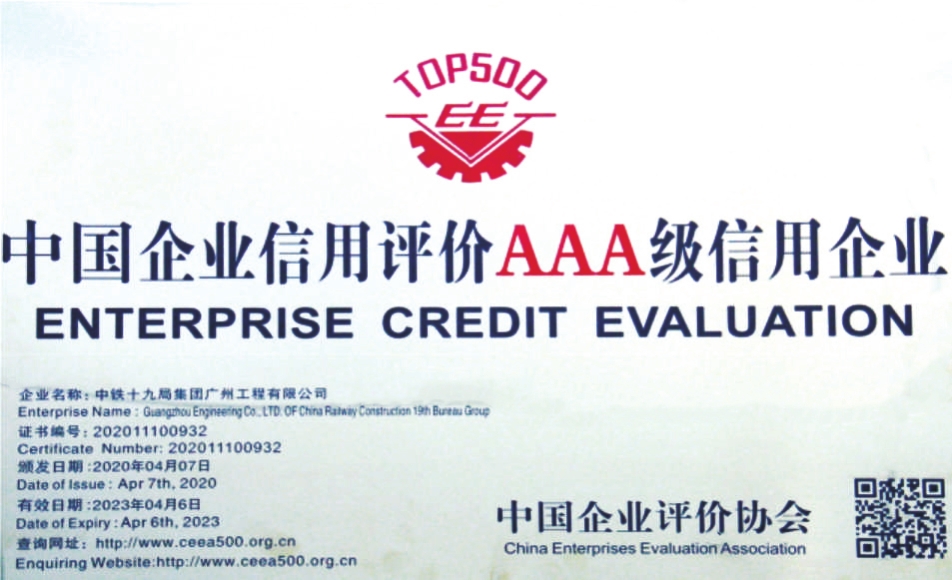 TOP500
EE
中国企业信用评价AAA级信用企业
ENTERPRISE CREDIT EVALUATION
企业名称: 中铁十九局集团广州工程有限公司
Enterprise Name : Guangzhou Engineering Co., LTD. OF China Railway Construction 19th Bureau Group
证书编号: 202011100932
Certificate Number: 202011100932
颁发日期:2020年04月07日
Date of Issue : Apr 7th, 2020
有效日期:2023年04月6日
Date of Expiry : Apr 6th, 2023
查询网址: http://www.ceea500.org.cn
Enquiring Website:http://www.ceea500.org.cn
中国企业评价协会
China Enterprises Evaluation Association